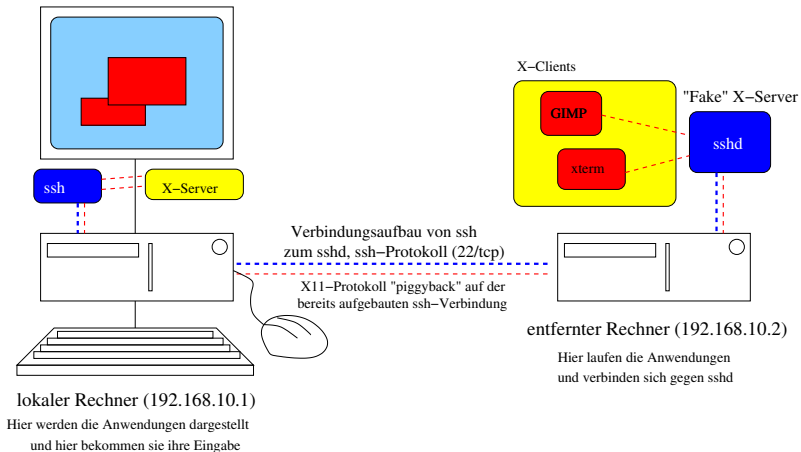 X−Clients
"Fake" X−Server
GIMP
sshd
xterm
ssh
X−Server
Verbindungsaufbau von ssh
zum sshd, ssh−Protokoll (22/tcp)
X11−Protokoll "piggyback" auf der
bereits aufgebauten ssh−Verbindung
entfernter Rechner (192.168.10.2)
Hier laufen die Anwendungen
und verbinden sich gegen sshd
lokaler Rechner (192.168.10.1)
Hier werden die Anwendungen dargestellt
und hier bekommen sie ihre Eingabe